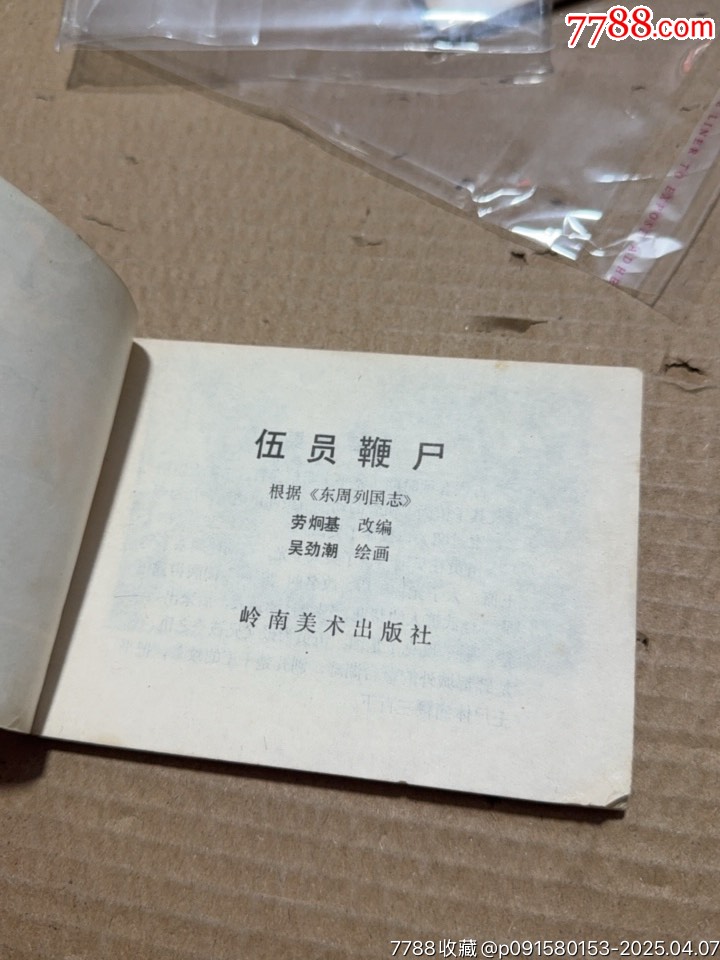 7788.com
LINER TO
伍员鞭尸
根据《东周列国志》
劳炯基 改编
吴劲潮 绘画
岭南美术出版社
7788收藏@p091580153-2025.04.07